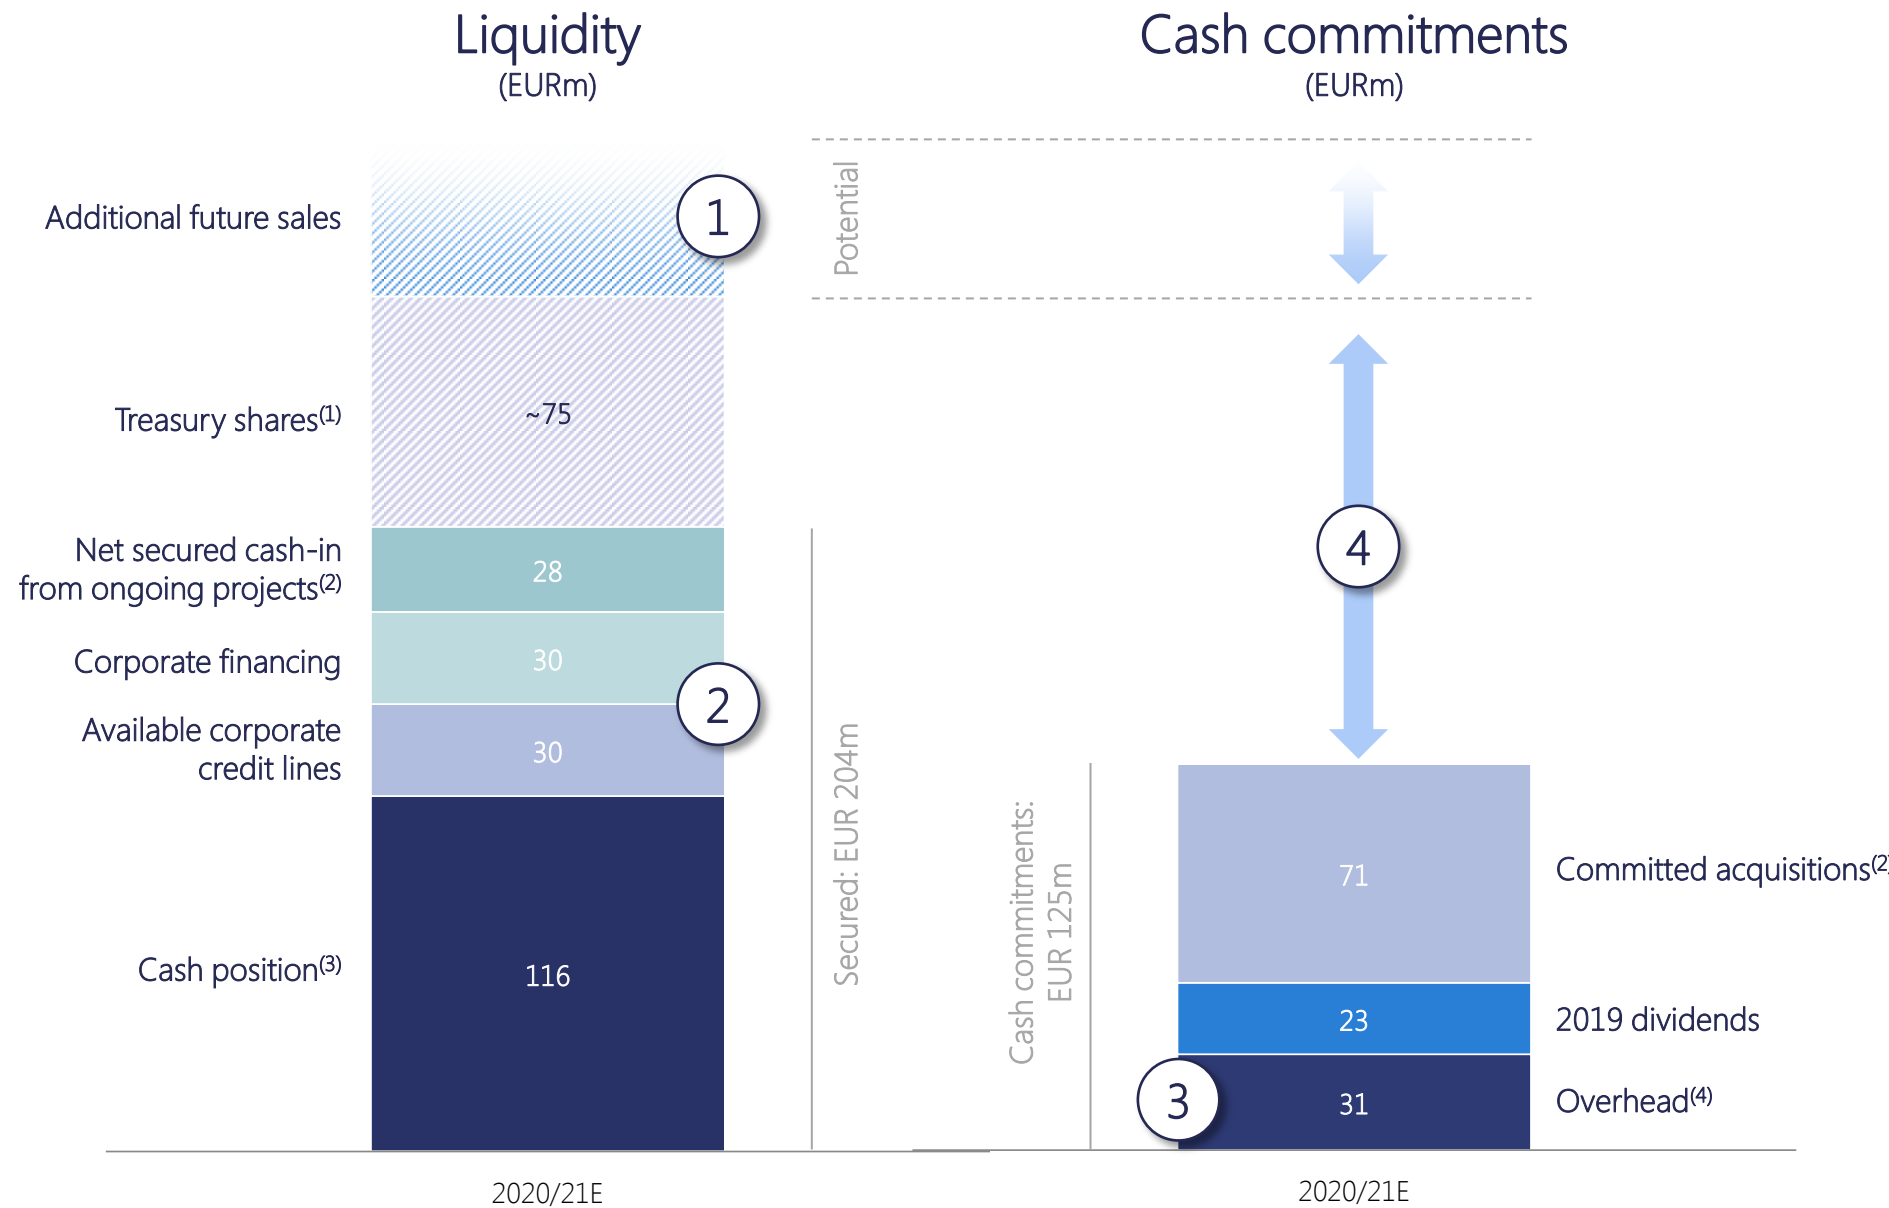 Liquidity
(EURm)
Additional future sales
1
Treasury shares(1)
~75
Net secured cash-in
from ongoing projects(2)
28
Corporate financing
30
2
Available corporate
credit lines
30
Cash position(3)
116
2020/21E
Potential
Secured: EUR 204m
Cash commitments
(EURm)
4
Cash commitments:
EUR 125m
71
Committed acquisitions(2)
23
2019 dividends
3
31
Overhead(4)
2020/21E